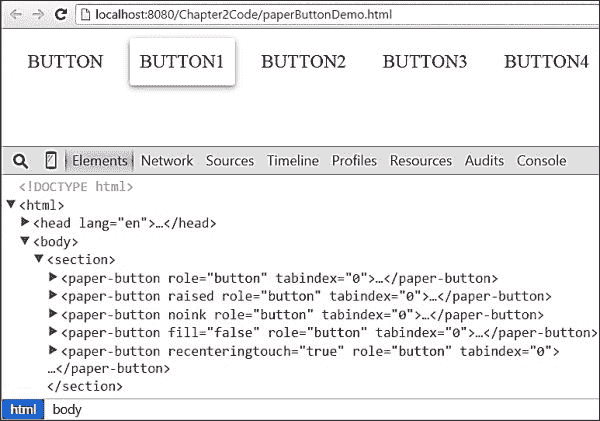 localhost:8080/Chapter2Code/paperButtonDemo.html
BUTTON BUTTON1 BUTTON2 BUTTON3 BUTTON4
Elements Network Sources Timeline Profiles Resources Audits Console
<!DOCTYPE html>
<html>
<head lang="en">…</head>
<body>
<section>
<paper-button role="button" tabindex="0">…</paper-button>
<paper-button raised role="button" tabindex="0">…</paper-button>
<paper-button noink role="button" tabindex="0">…</paper-button>
<paper-button fill="false" role="button" tabindex="0">…</paper-button>
<paper-button recenteringtouch="true" role="button" tabindex="0">
…</paper-button>
</section>
html body